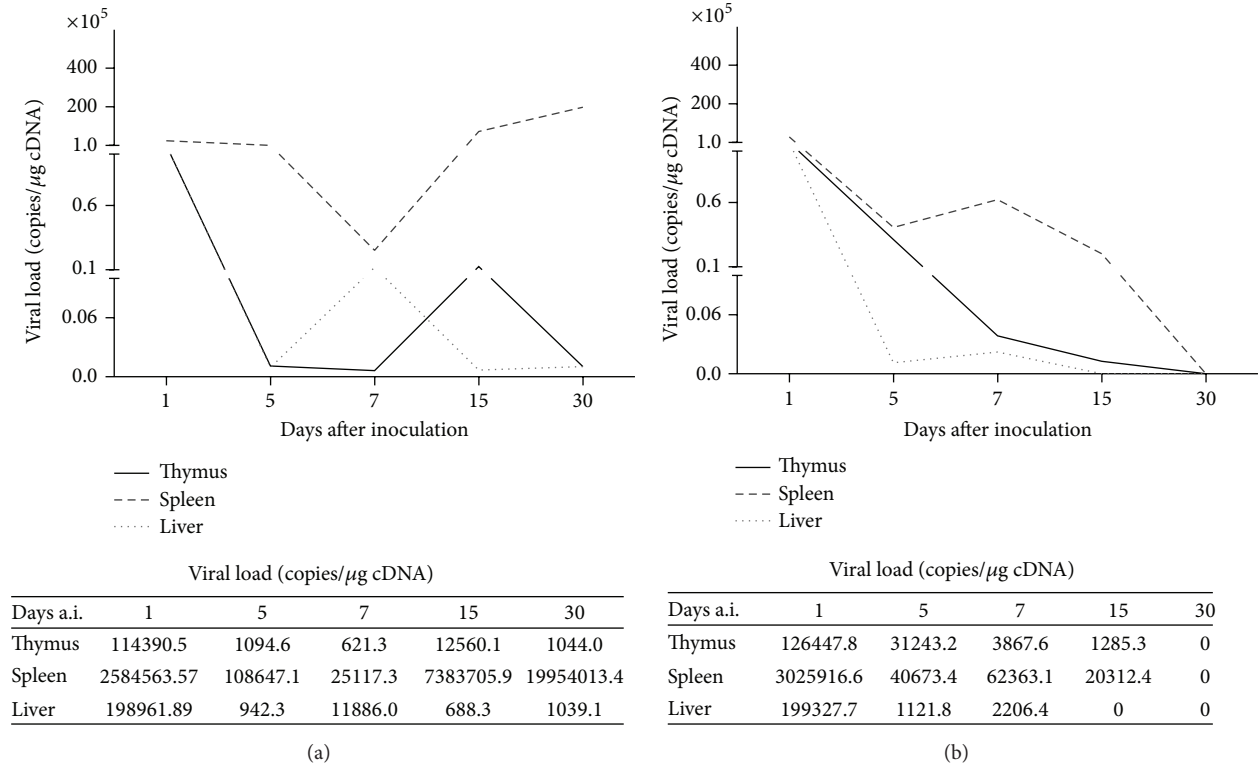 ×10⁵
400
200
1.0
0.6
0.1
0.06
0.0
Viral load (copies/μg cDNA)
1 5 7 15 30
Days after inoculation
Thymus
Spleen
Liver
Viral load (copies/μg cDNA)
Days a.i. 1 5 7 15 30
Thymus 114390.5 1094.6 621.3 12560.1 1044.0
Spleen 2584563.57 108647.1 25117.3 7383705.9 19954013.4
Liver 198961.89 942.3 11886.0 688.3 1039.1
(a)
×10⁵
400
200
1.0
0.6
0.1
0.06
0.0
Viral load (copies/μg cDNA)
1 5 7 15 30
Days after inoculation
Thymus
Spleen
Liver
Viral load (copies/μg cDNA)
Days a.i. 1 5 7 15 30
Thymus 126447.8 31243.2 3867.6 1285.3 0
Spleen 3025916.6 40673.4 62363.1 20312.4 0
Liver 199327.7 1121.8 2206.4 0 0
(b)